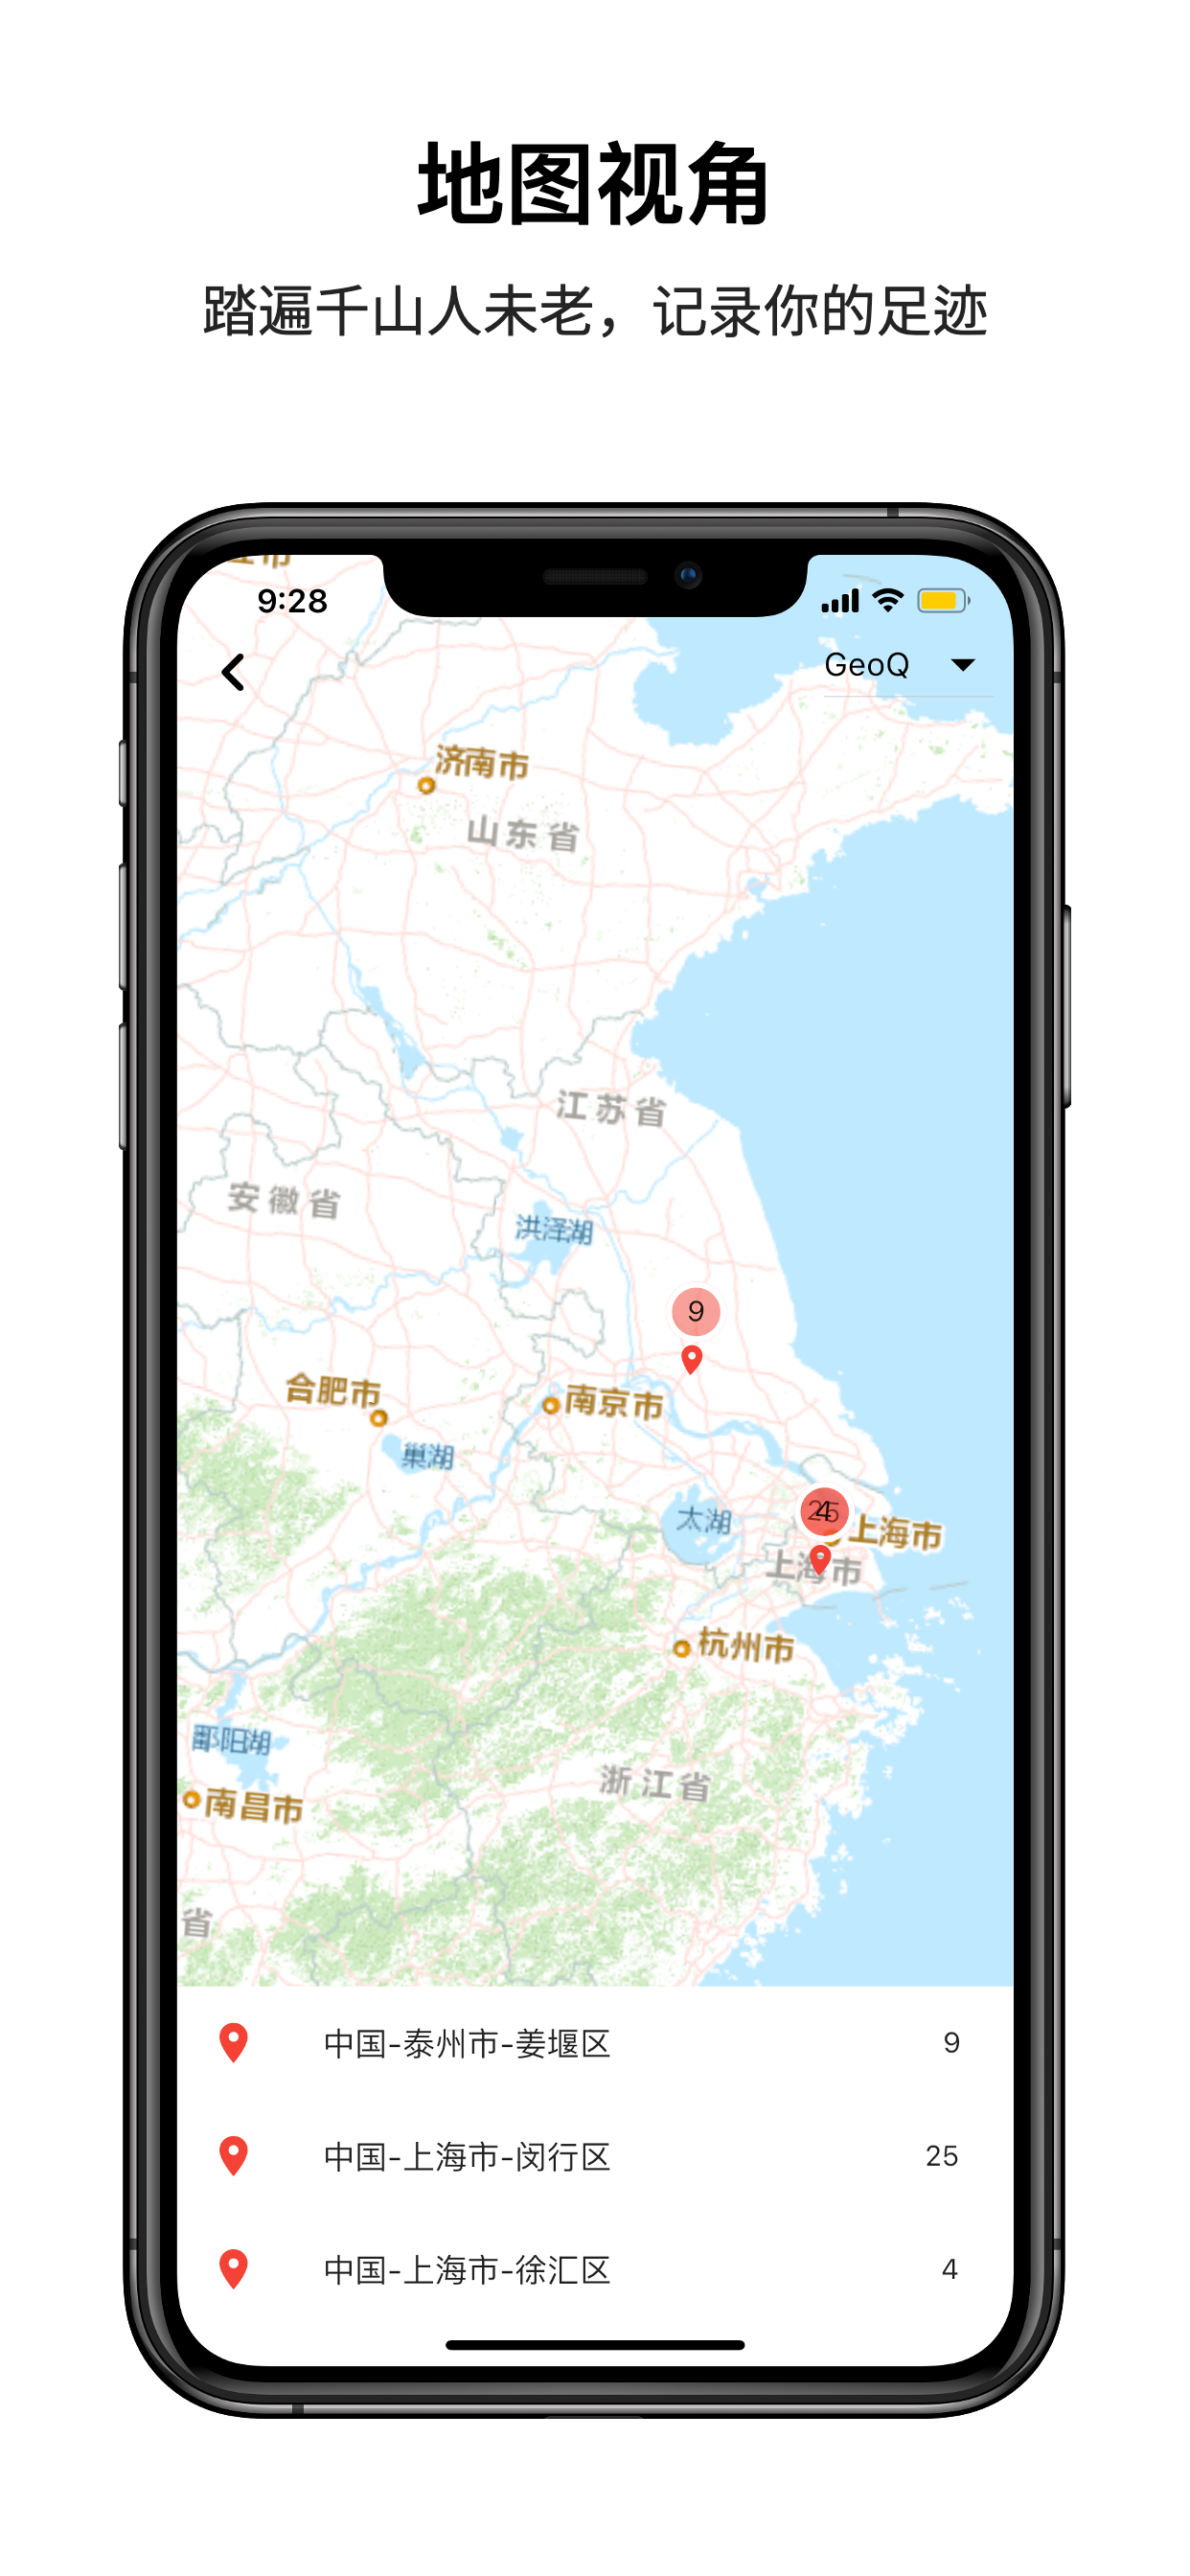 地图视角
踏遍千山人未老，记录你的足迹
9:28
GeoQ
济南市
山东省
江苏省
安徽省
洪泽湖
9
合肥市
南京市
巢湖
太湖
4
上海市
上海市
杭州市
鄱阳湖
浙江省
南昌市
省
中国-泰州市-姜堰区 9
中国-上海市-闵行区 25
中国-上海市-徐汇区 4